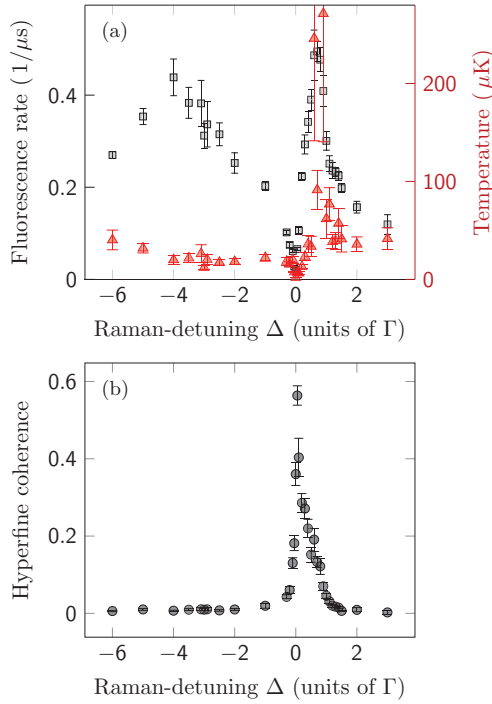 (a)
Fluorescence rate (1/μs)
0.4
0.2
0
200
100
0
Temperature (μK)
−6 −4 −2 0 2
Raman-detuning Δ (units of Γ)
(b)
Hyperfine coherence
0.6
0.4
0.2
0
−6 −4 −2 0 2
Raman-detuning Δ (units of Γ)